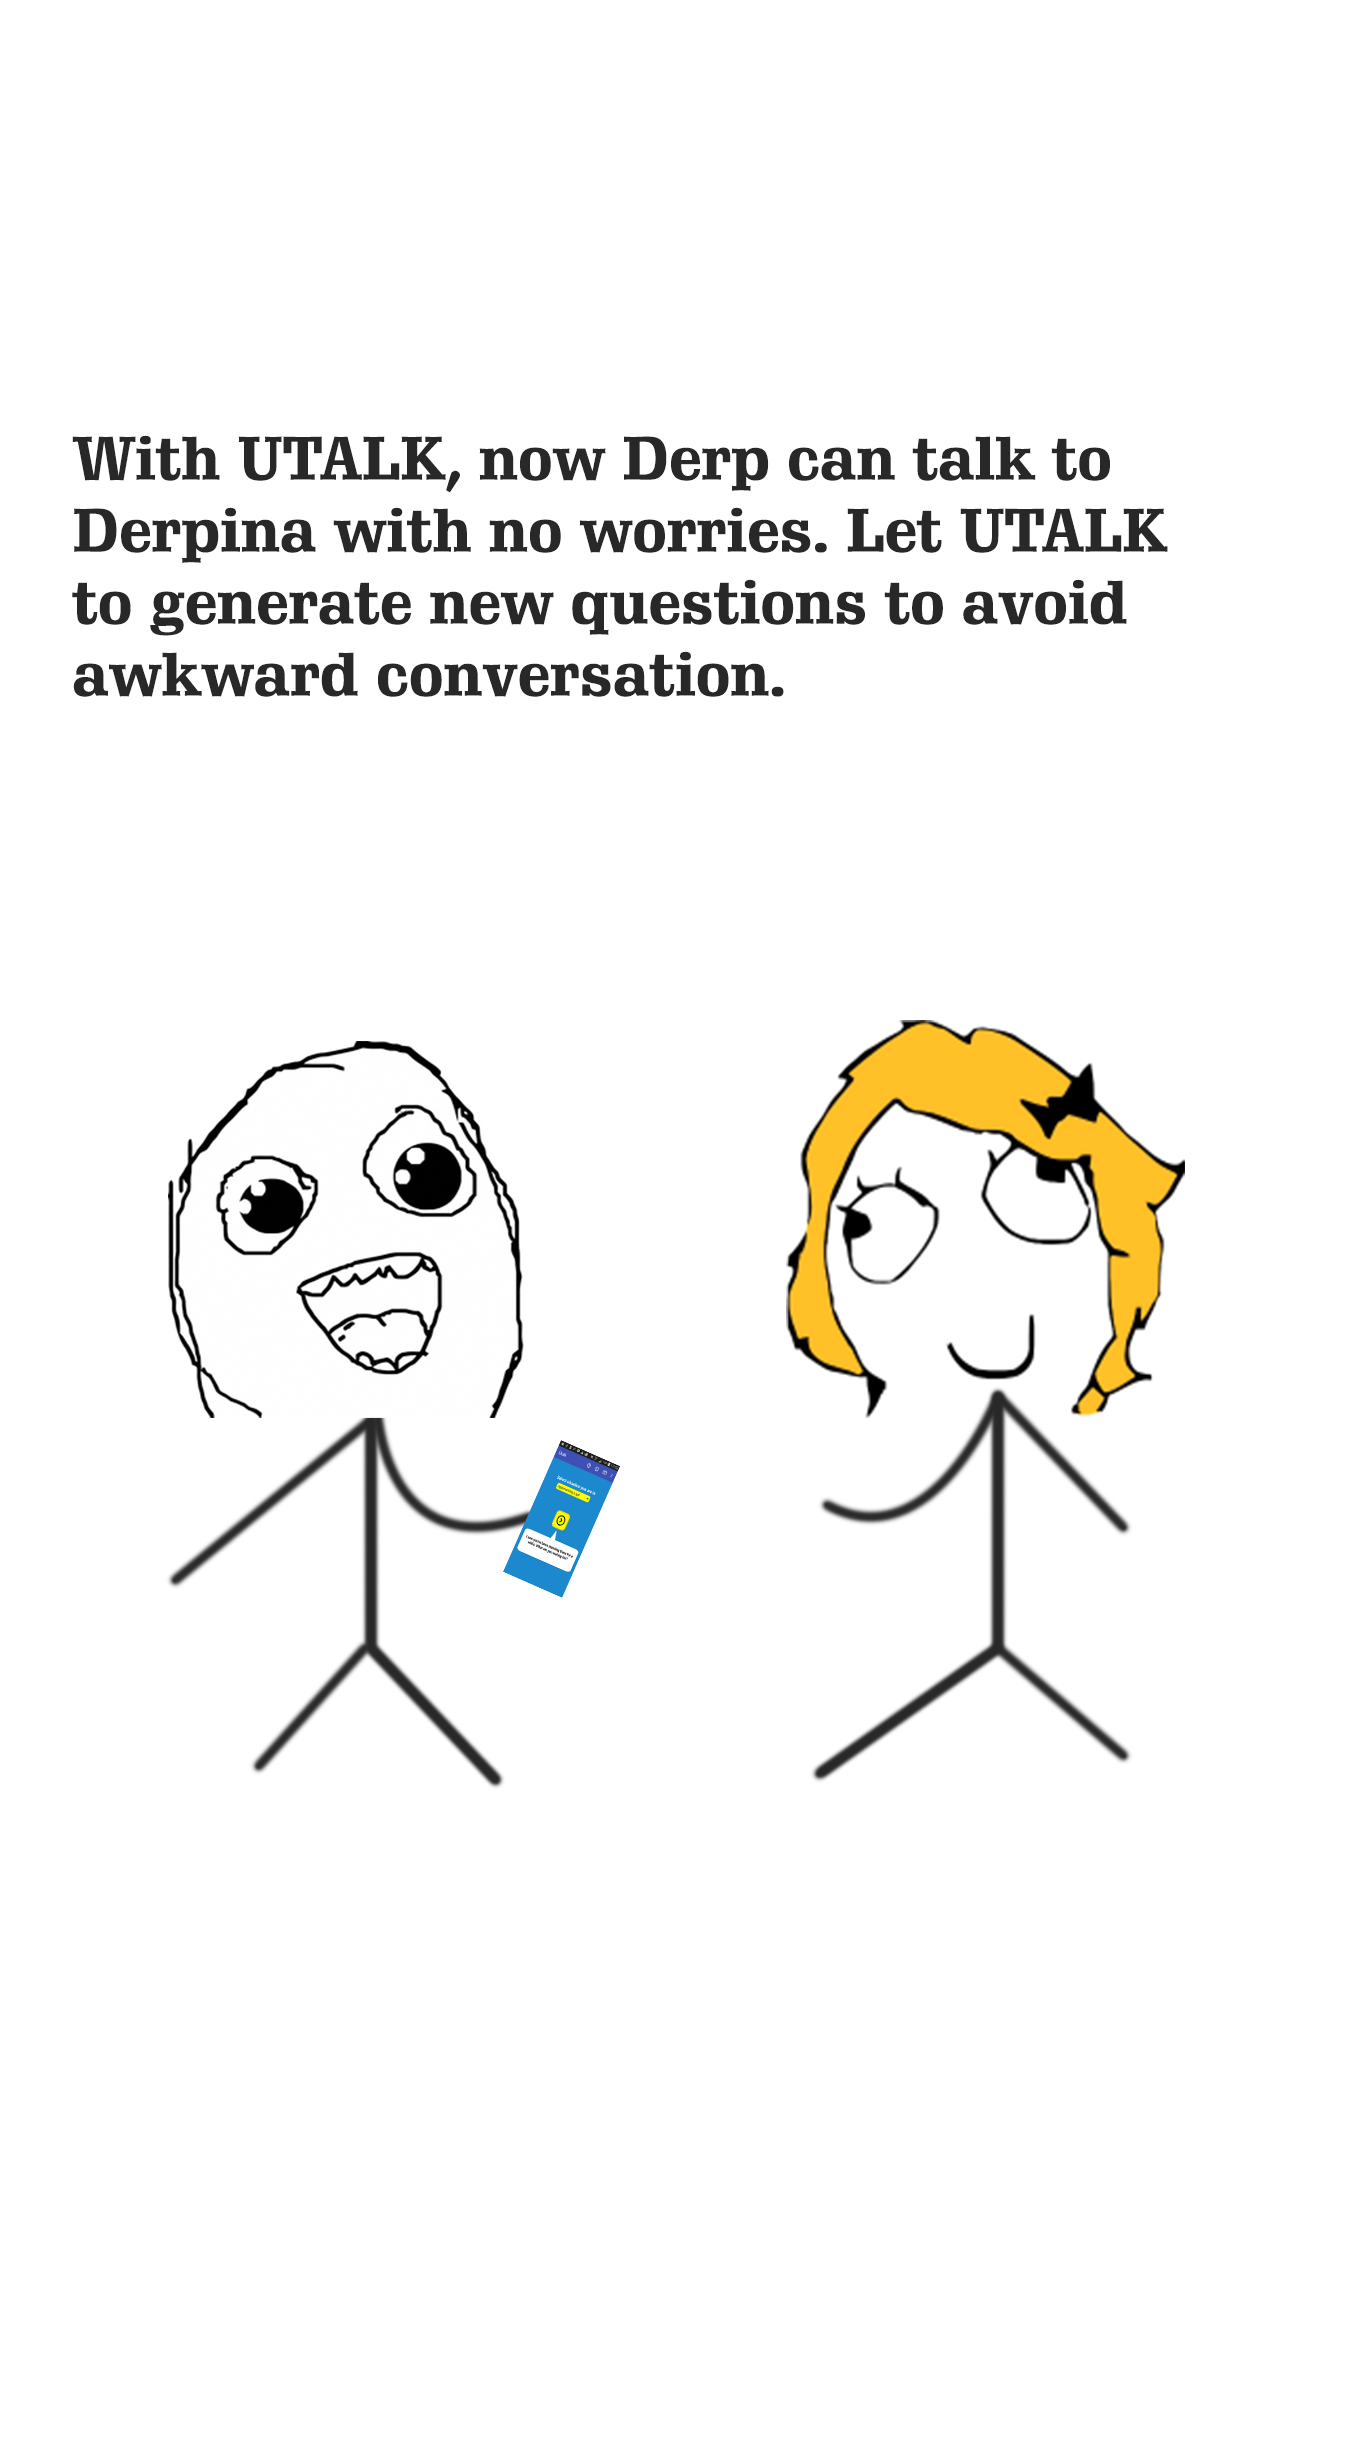 With UTALK, now Derp can talk to
Derpina with no worries. Let UTALK
to generate new questions to avoid
awkward conversation.